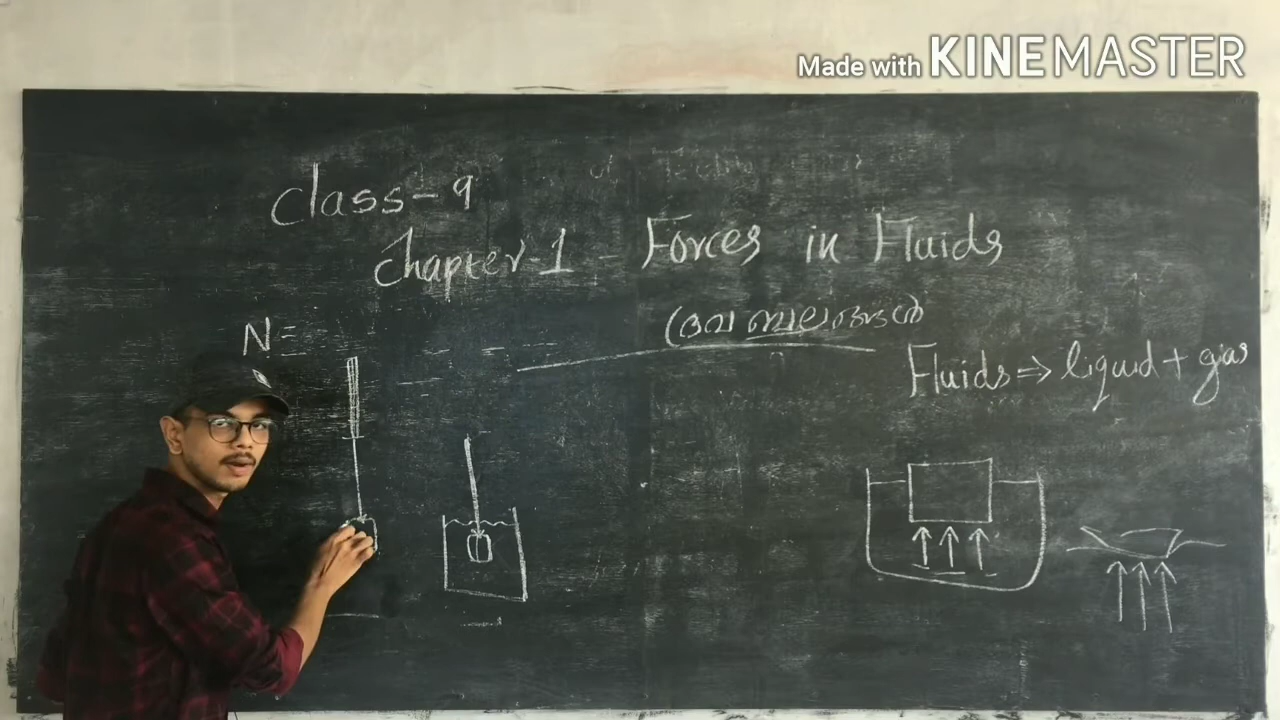 Made with KINEMASTER
Class - 9
Chapter-1 - Forces in Fluids
(ദ്രവ ബലങ്ങൾ
N =
Fluids ⇒ liquid + gas